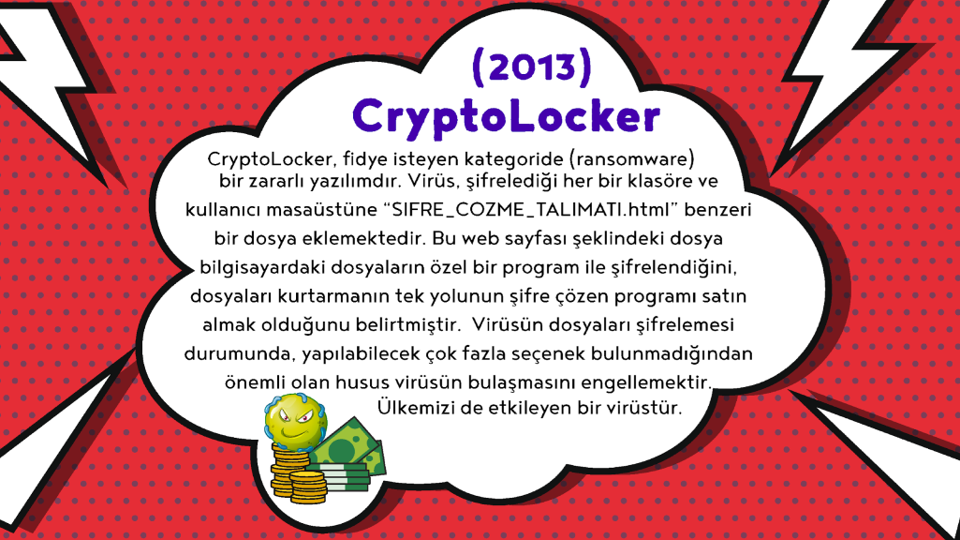 (2013)
CryptoLocker
CryptoLocker, fidye isteyen kategoride (ransomware)
bir zararlı yazılımdır. Virüs, şifrelediği her bir klasöre ve
kullanıcı masaüstüne “SIFRE_COZME_TALIMATI.html” benzeri
bir dosya eklemektedir. Bu web sayfası şeklindeki dosya
bilgisayardaki dosyaların özel bir program ile şifrelendiğini,
dosyaları kurtarmanın tek yolunun şifre çözen programı satın
almak olduğunu belirtmiştir. Virüsün dosyaları şifrelemesi
durumunda, yapılabilecek çok fazla seçenek bulunmadığından
önemli olan husus virüsün bulaşmasını engellemektir.
Ülkemizi de etkileyen bir virüstür.